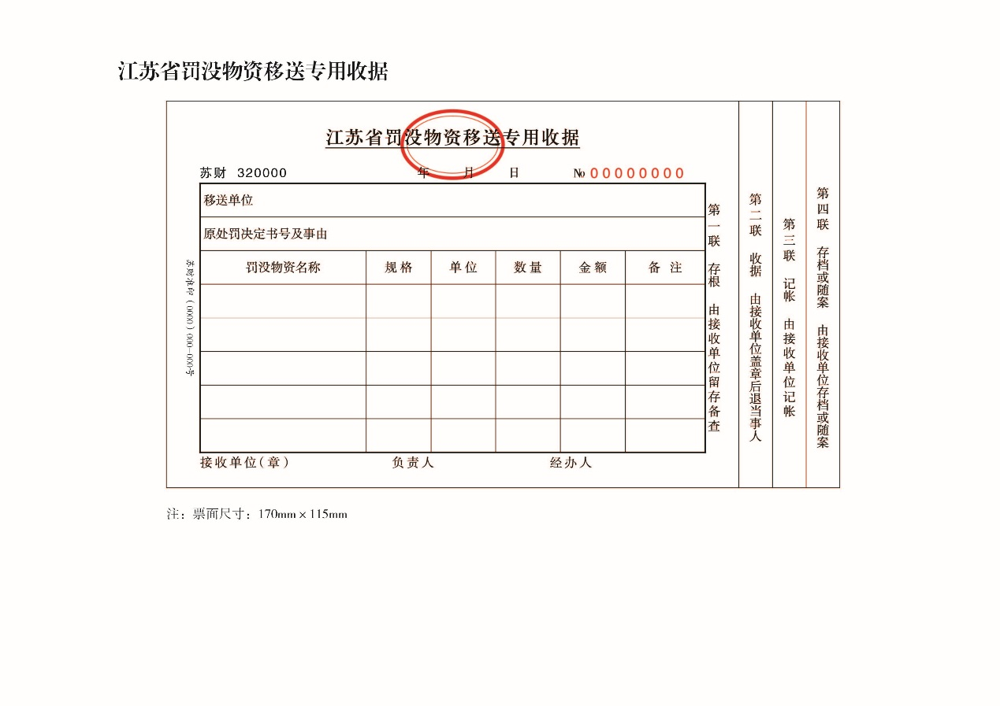 江苏省罚没物资移送专用收据
江苏省罚没物资移送专用收据
苏财 320000 年 月 日 № 00000000
移送单位
原处罚决定书号及事由
罚没物资名称 规格 单位 数量 金额 备 注
接收单位(章) 负责人 经办人
苏财准印(0000)000—000号
第一联 存根 由接收单位留存备查
第二联 收据 由接收单位盖章后退当事人
第三联 记帐 由接收单位记帐
第四联 存档或随案 由接收单位存档或随案
注：票面尺寸：170mm × 115mm